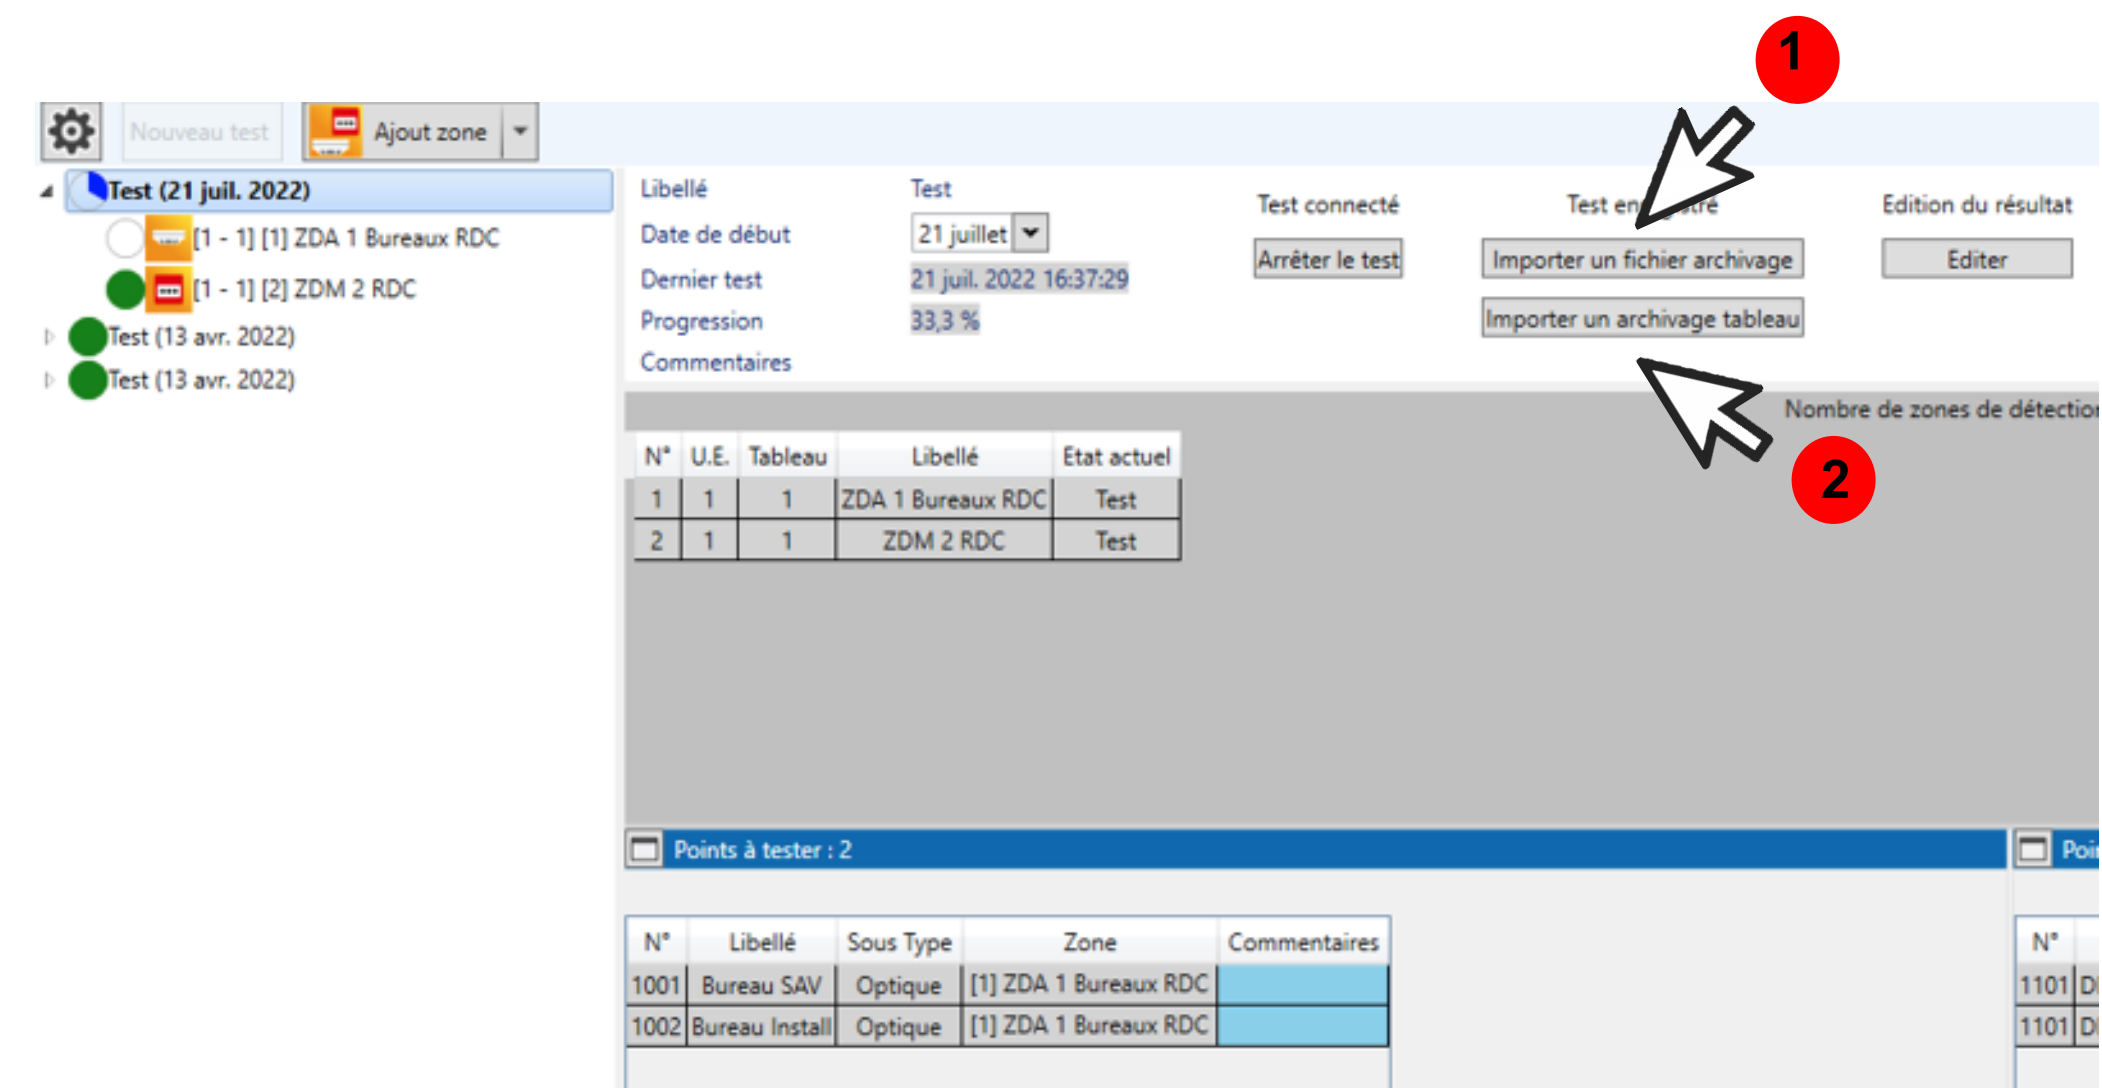 1
Nouveau test
Ajout zone
Test (21 juil. 2022)
[1 - 1] [1] ZDA 1 Bureaux RDC
[1 - 1] [2] ZDM 2 RDC
Test (13 avr. 2022)
Test (13 avr. 2022)
Libellé Test
Date de début 21 juillet
Dernier test 21 juil. 2022 16:37:29
Progression 33,3 %
Commentaires
Test connecté
Arrêter le test
Test
Importer un fichier archivage
Importer un archivage tableau
Edition du résultat
Editer
2
Nombre de zones de détection
N° U.E. Tableau Libellé Etat actuel
1 1 1 ZDA 1 Bureaux RDC Test
2 1 1 ZDM 2 RDC Test
Points à tester : 2
N° Libellé Sous Type Zone Commentaires
1001 Bureau SAV Optique [1] ZDA 1 Bureaux RDC
1002 Bureau Install Optique [1] ZDA 1 Bureaux RDC
N°
1101
1101